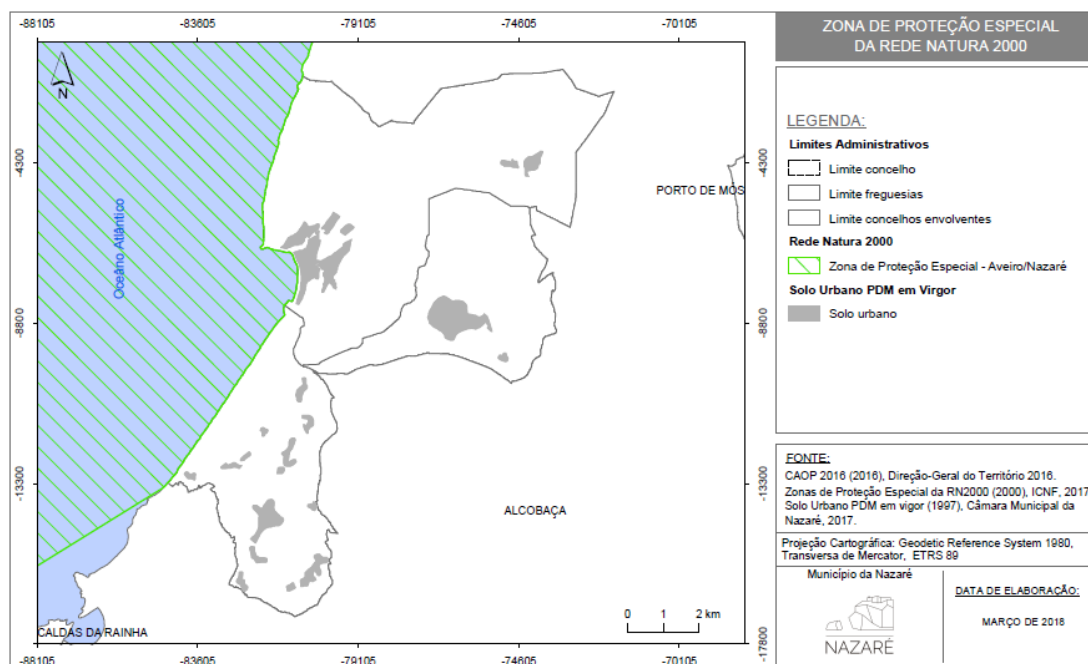 -88105
-83605
-79105
-74605
-70105
-4300
-8800
-13300
-4300
-8800
-13300
-17800
N
Oceâno Atlântico
PORTO DE MÓS
ALCOBAÇA
CALDAS DA RAINHA
0 1 2 km
-88105
-83605
-79105
-74605
-70105
ZONA DE PROTEÇÃO ESPECIAL
DA REDE NATURA 2000
LEGENDA:
Limites Administrativos
Limite concelho
Limite freguesias
Limite concelhos envolventes
Rede Natura 2000
Zona de Proteção Especial - Aveiro/Nazaré
Solo Urbano PDM em Virgor
Solo urbano
FONTE:
CAOP 2016 (2016), Direção-Geral do Território 2016.
Zonas de Proteção Especial da RN2000 (2000), ICNF, 2017
Solo Urbano PDM em vigor (1997), Câmara Municipal da
Nazaré, 2017.
Projeção Cartográfica: Geodetic Reference System 1980,
Transversa de Mercator, ETRS 89
Município da Nazaré
NAZARÉ
DATA DE ELABORAÇÃO:
MARÇO DE 2018